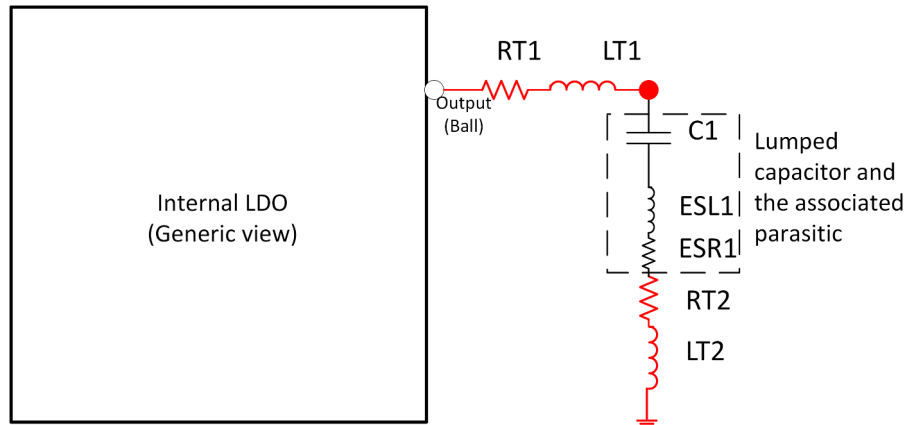 RT1
LT1
Output
(Ball)
C1
Lumped
capacitor and
the associated
parasitic
Internal LDO
(Generic view)
ESL1
ESR1
RT2
LT2